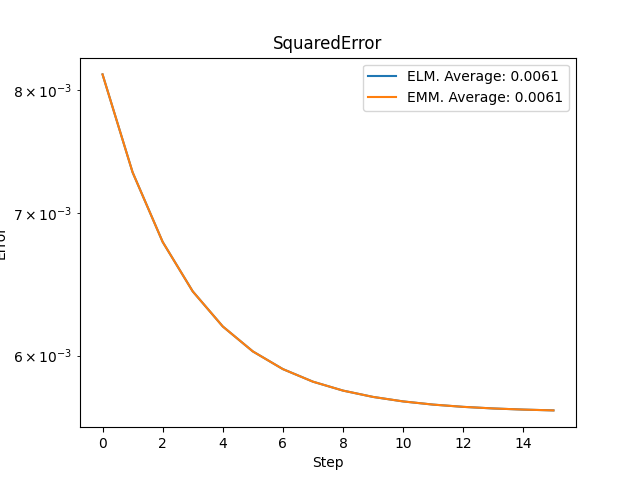 SquaredError
ELM. Average: 0.0061
EMM. Average: 0.0061
8 × 10⁻³
7 × 10⁻³
6 × 10⁻³
Error
0 2 4 6 8 10 12 14
Step